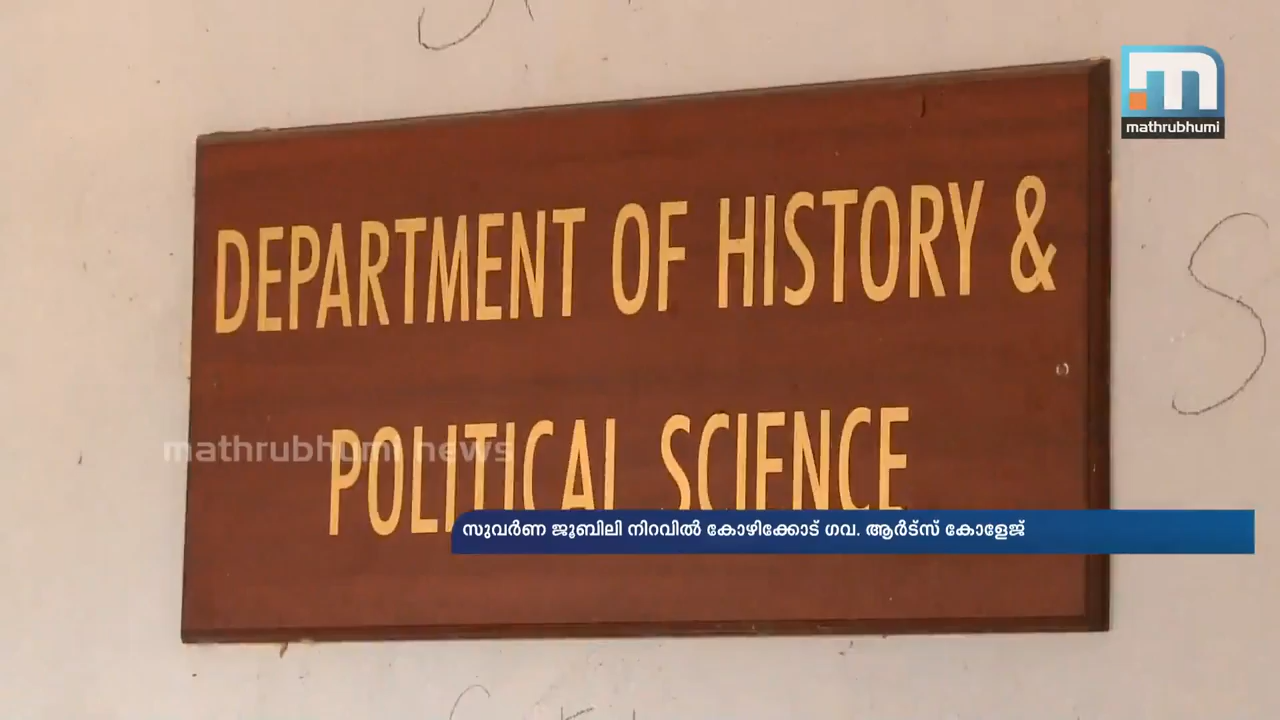 mathrubhumi
DEPARTMENT OF HISTORY &
POLITICAL SCIENCE
mathrubhumi news
സുവർണ ജൂബിലി നിറവിൽ കോഴിക്കോട് ഗവ. ആർട്സ് കോളേജ്